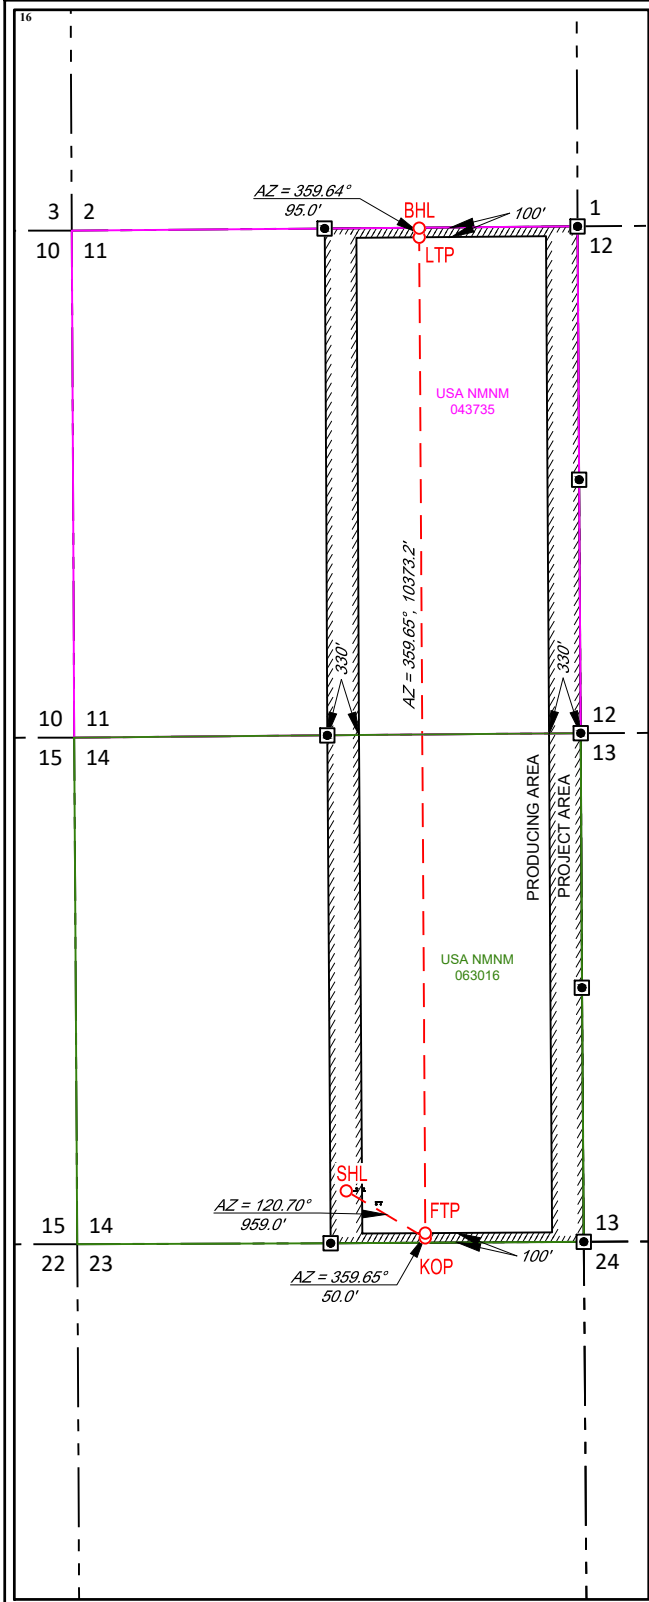 16
AZ = 359.64°
95.0'
BHL
100'
3
2
1
10
11
12
LTP
USA NMNM
043735
AZ = 359.65°, 10373.2'
330'
330'
10
11
12
15
14
13
PRODUCING AREA
PROJECT AREA
USA NMNM
063016
SHL
AZ = 120.70°
959.0'
FTP
15
14
13
22
23
24
KOP
100'
AZ = 359.65°
50.0'